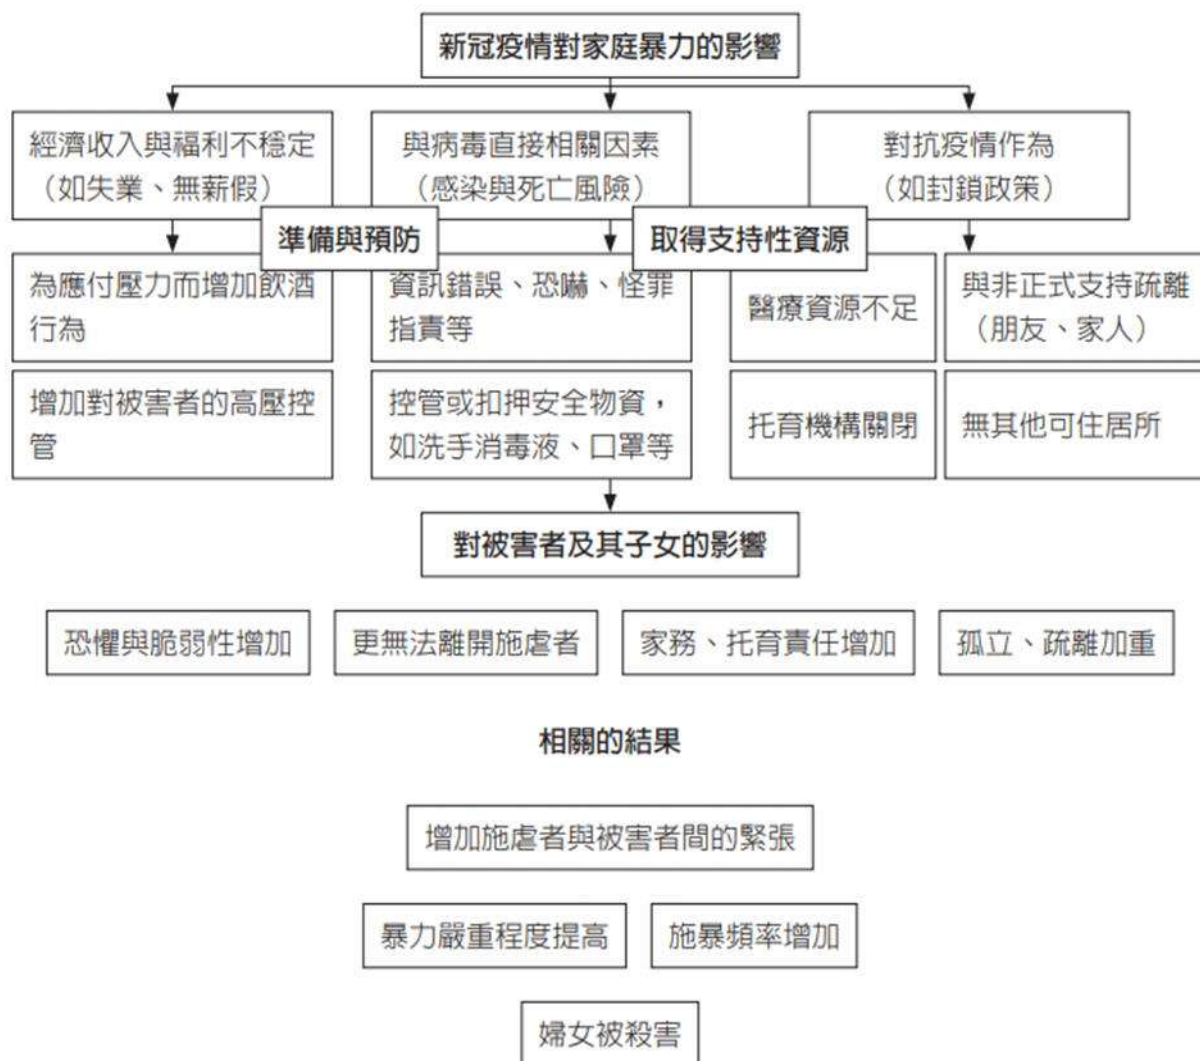 新冠疫情對家庭暴力的影響
經濟收入與福利不穩定
（如失業、無薪假）
與病毒直接相關因素
（感染與死亡風險）
對抗疫情作為
（如封鎖政策）
準備與預防
取得支持性資源
為應付壓力而增加飲酒
行為
資訊錯誤、恐嚇、怪罪
指責等
醫療資源不足
與非正式支持疏離
（朋友、家人）
增加對被害者的高壓控
管
控管或扣押安全物資，
如洗手消毒液、口罩等
托育機構關閉
無其他可住居所
對被害者及其子女的影響
恐懼與脆弱性增加
更無法離開施虐者
家務、托育責任增加
孤立、疏離加重
相關的結果
增加施虐者與被害者間的緊張
暴力嚴重程度提高
施暴頻率增加
婦女被殺害